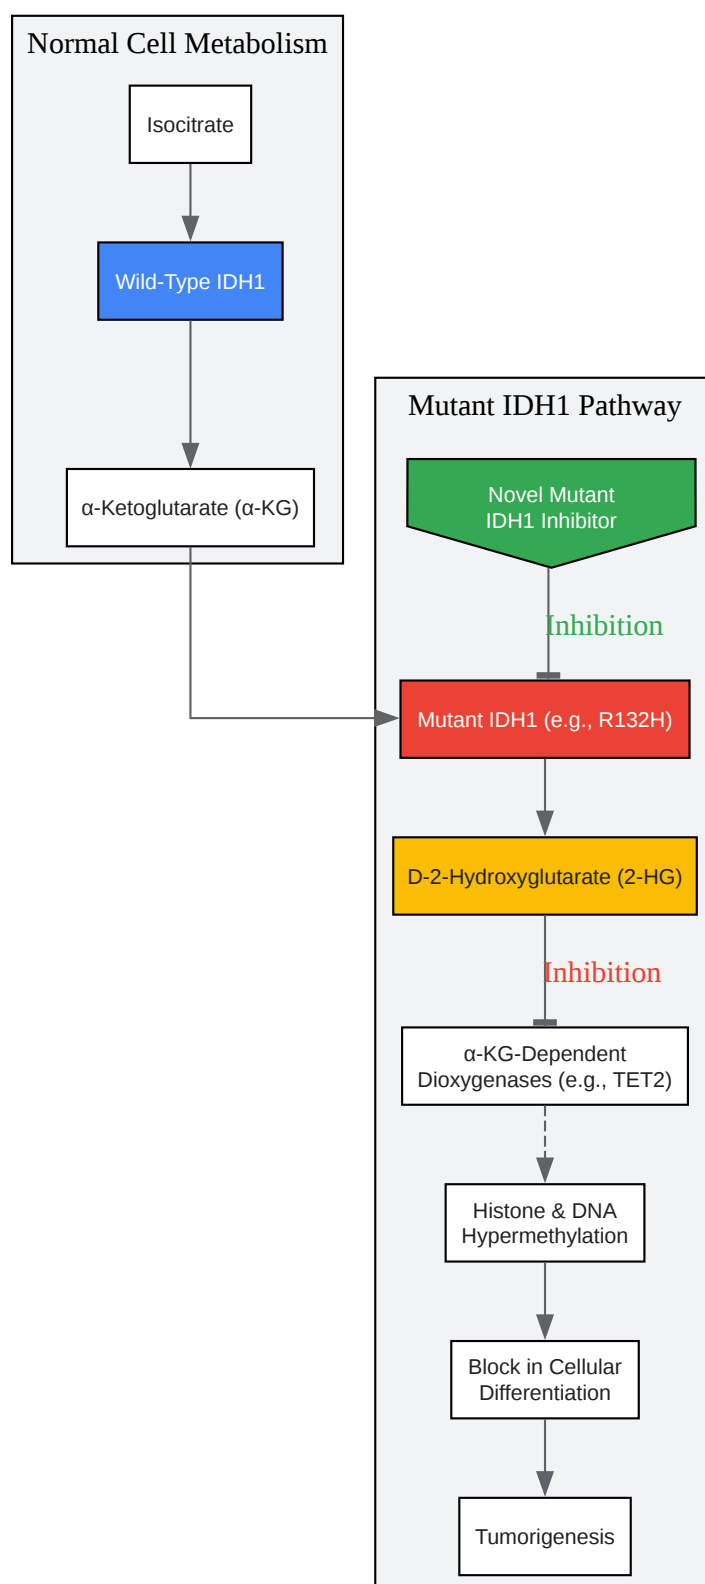 Normal Cell Metabolism
Isocitrate
Wild-Type IDH1
α-Ketoglutarate (α-KG)
Mutant IDH1 Pathway
Novel Mutant
IDH1 Inhibitor
Inhibition
Mutant IDH1 (e.g., R132H)
D-2-Hydroxyglutarate (2-HG)
Inhibition
α-KG-Dependent
Dioxygenases (e.g., TET2)
Histone & DNA
Hypermethylation
Block in Cellular
Differentiation
Tumorigenesis